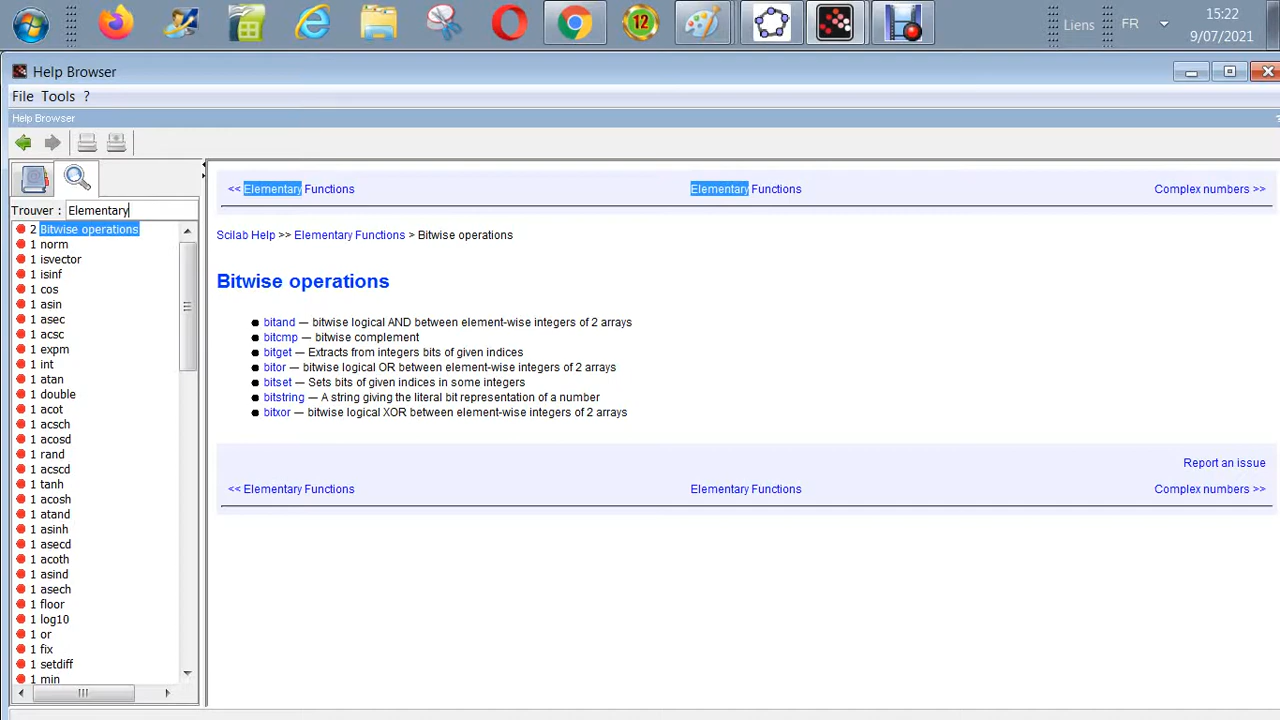 12
Liens
FR
15:22
9/07/2021
Help Browser
File Tools ?
Help Browser
Trouver : Elementary
2 Bitwise operations
1 norm
1 isvector
1 isinf
1 cos
1 asin
1 asec
1 acsc
1 expm
1 int
1 atan
1 double
1 acot
1 acsch
1 acosd
1 rand
1 acscd
1 tanh
1 acosh
1 atand
1 asinh
1 asecd
1 acoth
1 asind
1 asech
1 floor
1 log10
1 or
1 fix
1 setdiff
1 min
<< Elementary Functions Elementary Functions Complex numbers >>
Scilab Help >> Elementary Functions > Bitwise operations
Bitwise operations
bitand — bitwise logical AND between element-wise integers of 2 arrays
bitcmp — bitwise complement
bitget — Extracts from integers bits of given indices
bitor — bitwise logical OR between element-wise integers of 2 arrays
bitset — Sets bits of given indices in some integers
bitstring — A string giving the literal bit representation of a number
bitxor — bitwise logical XOR between element-wise integers of 2 arrays
Report an issue
<< Elementary Functions Elementary Functions Complex numbers >>